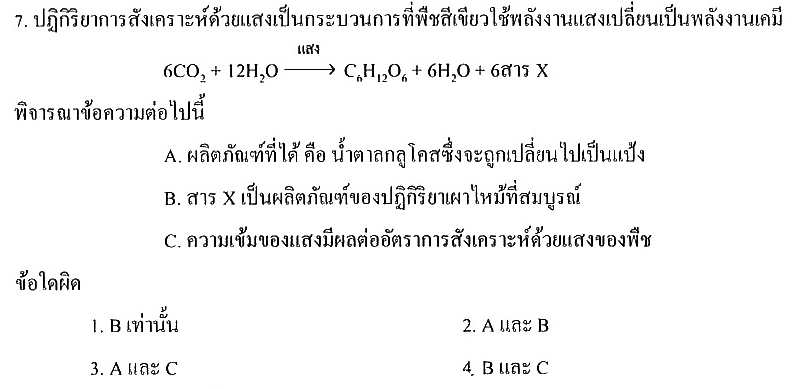 7. ปฏิกิริยาการสังเคราะห์ด้วยแสงเป็นกระบวนการที่พืชสีเขียวใช้พลังงานแสงเปลี่ยนเป็นพลังงานเคมี
แสง
6CO₂ + 12H₂O ⟶ C₆H₁₂O₆ + 6H₂O + 6สาร X
พิจารณาข้อความต่อไปนี้
A. ผลิตภัณฑ์ที่ได้ คือ น้ำตาลกลูโคสซึ่งจะถูกเปลี่ยนไปเป็นแป้ง
B. สาร X เป็นผลิตภัณฑ์ของปฏิกิริยาเผาไหม้ที่สมบูรณ์
C. ความเข้มของแสงมีผลต่ออัตราการสังเคราะห์ด้วยแสงของพืช
ข้อใดผิด
1. B เท่านั้น 2. A และ B
3. A และ C 4. B และ C